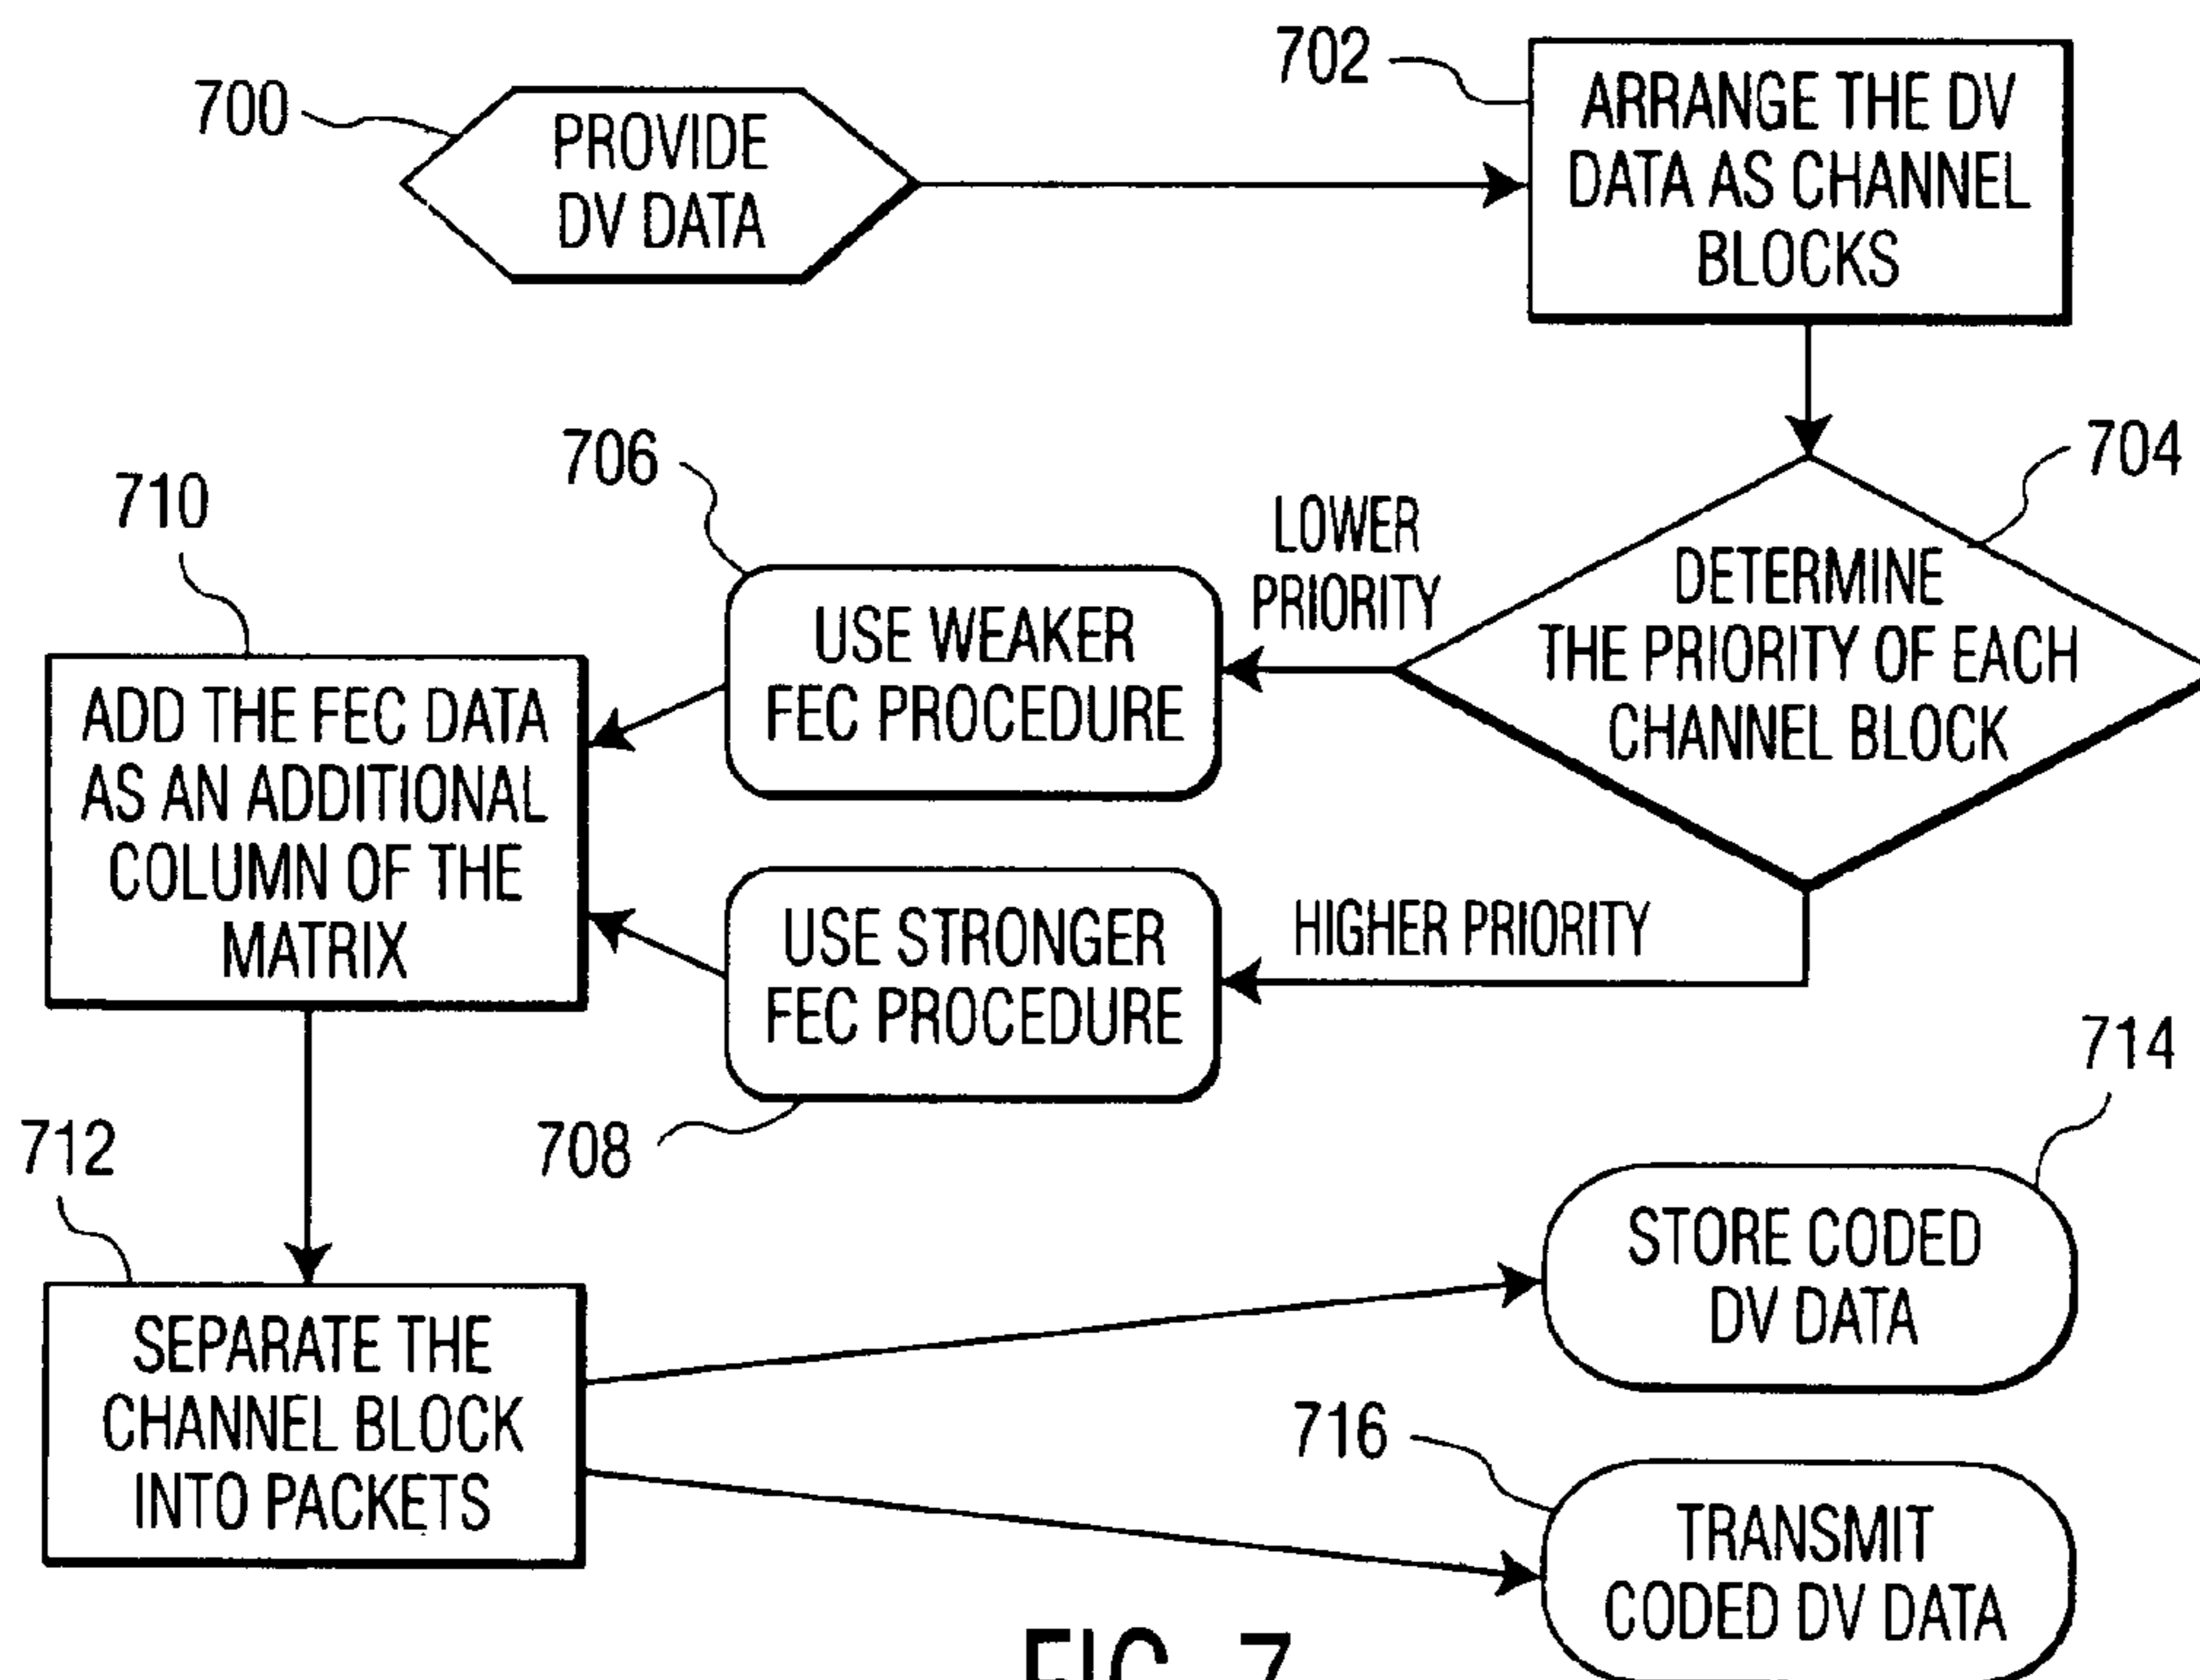 700
PROVIDE
DV DATA
702
ARRANGE THE DV
DATA AS CHANNEL
BLOCKS
704
DETERMINE
THE PRIORITY OF EACH
CHANNEL BLOCK
LOWER
PRIORITY
706
USE WEAKER
FEC PROCEDURE
HIGHER PRIORITY
USE STRONGER
FEC PROCEDURE
708
710
ADD THE FEC DATA
AS AN ADDITIONAL
COLUMN OF THE
MATRIX
712
SEPARATE THE
CHANNEL BLOCK
INTO PACKETS
714
STORE CODED
DV DATA
716
TRANSMIT
CODED DV DATA
FIG. 7